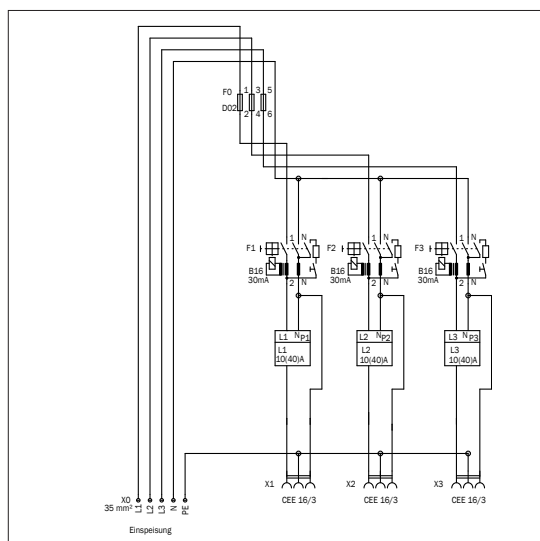 F0 1 3 5
D02 2 4 6
1 N 1 N 1 N
F1 F2 F3
B16 B16 B16
30mA 30mA 30mA
2 N 2 N 2 N
L1 N P1 L2 N P2 L3 N P3
L1 L2 L3
10(40)A 10(40)A 10(40)A
X1 X2 X3
CEE 16/3 CEE 16/3 CEE 16/3
X0
35 mm² L1 L2 L3 N PE
Einspeisung